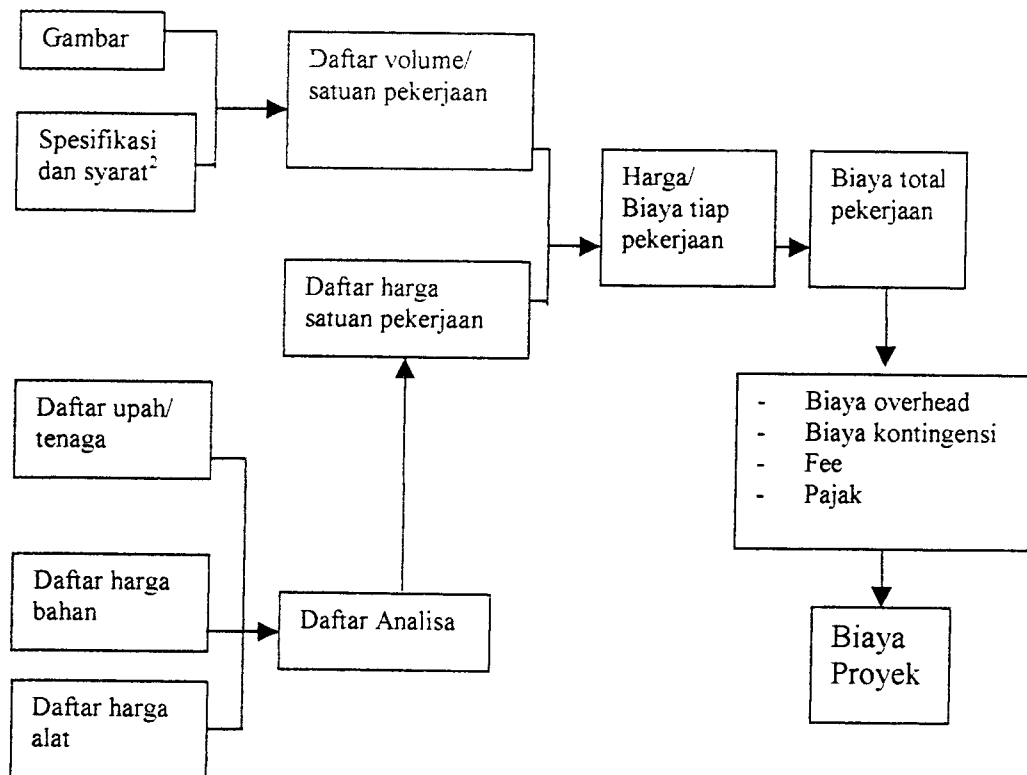 Gambar
Spesifikasi
dan syarat²
Daftar volume/
satuan pekerjaan
Harga/
Biaya tiap
pekerjaan
Biaya total
pekerjaan
Daftar harga
satuan pekerjaan
Daftar upah/
tenaga
Daftar harga
bahan
Daftar harga
alat
Daftar Analisa
- Biaya overhead
- Biaya kontingensi
- Fee
- Pajak
Biaya
Proyek